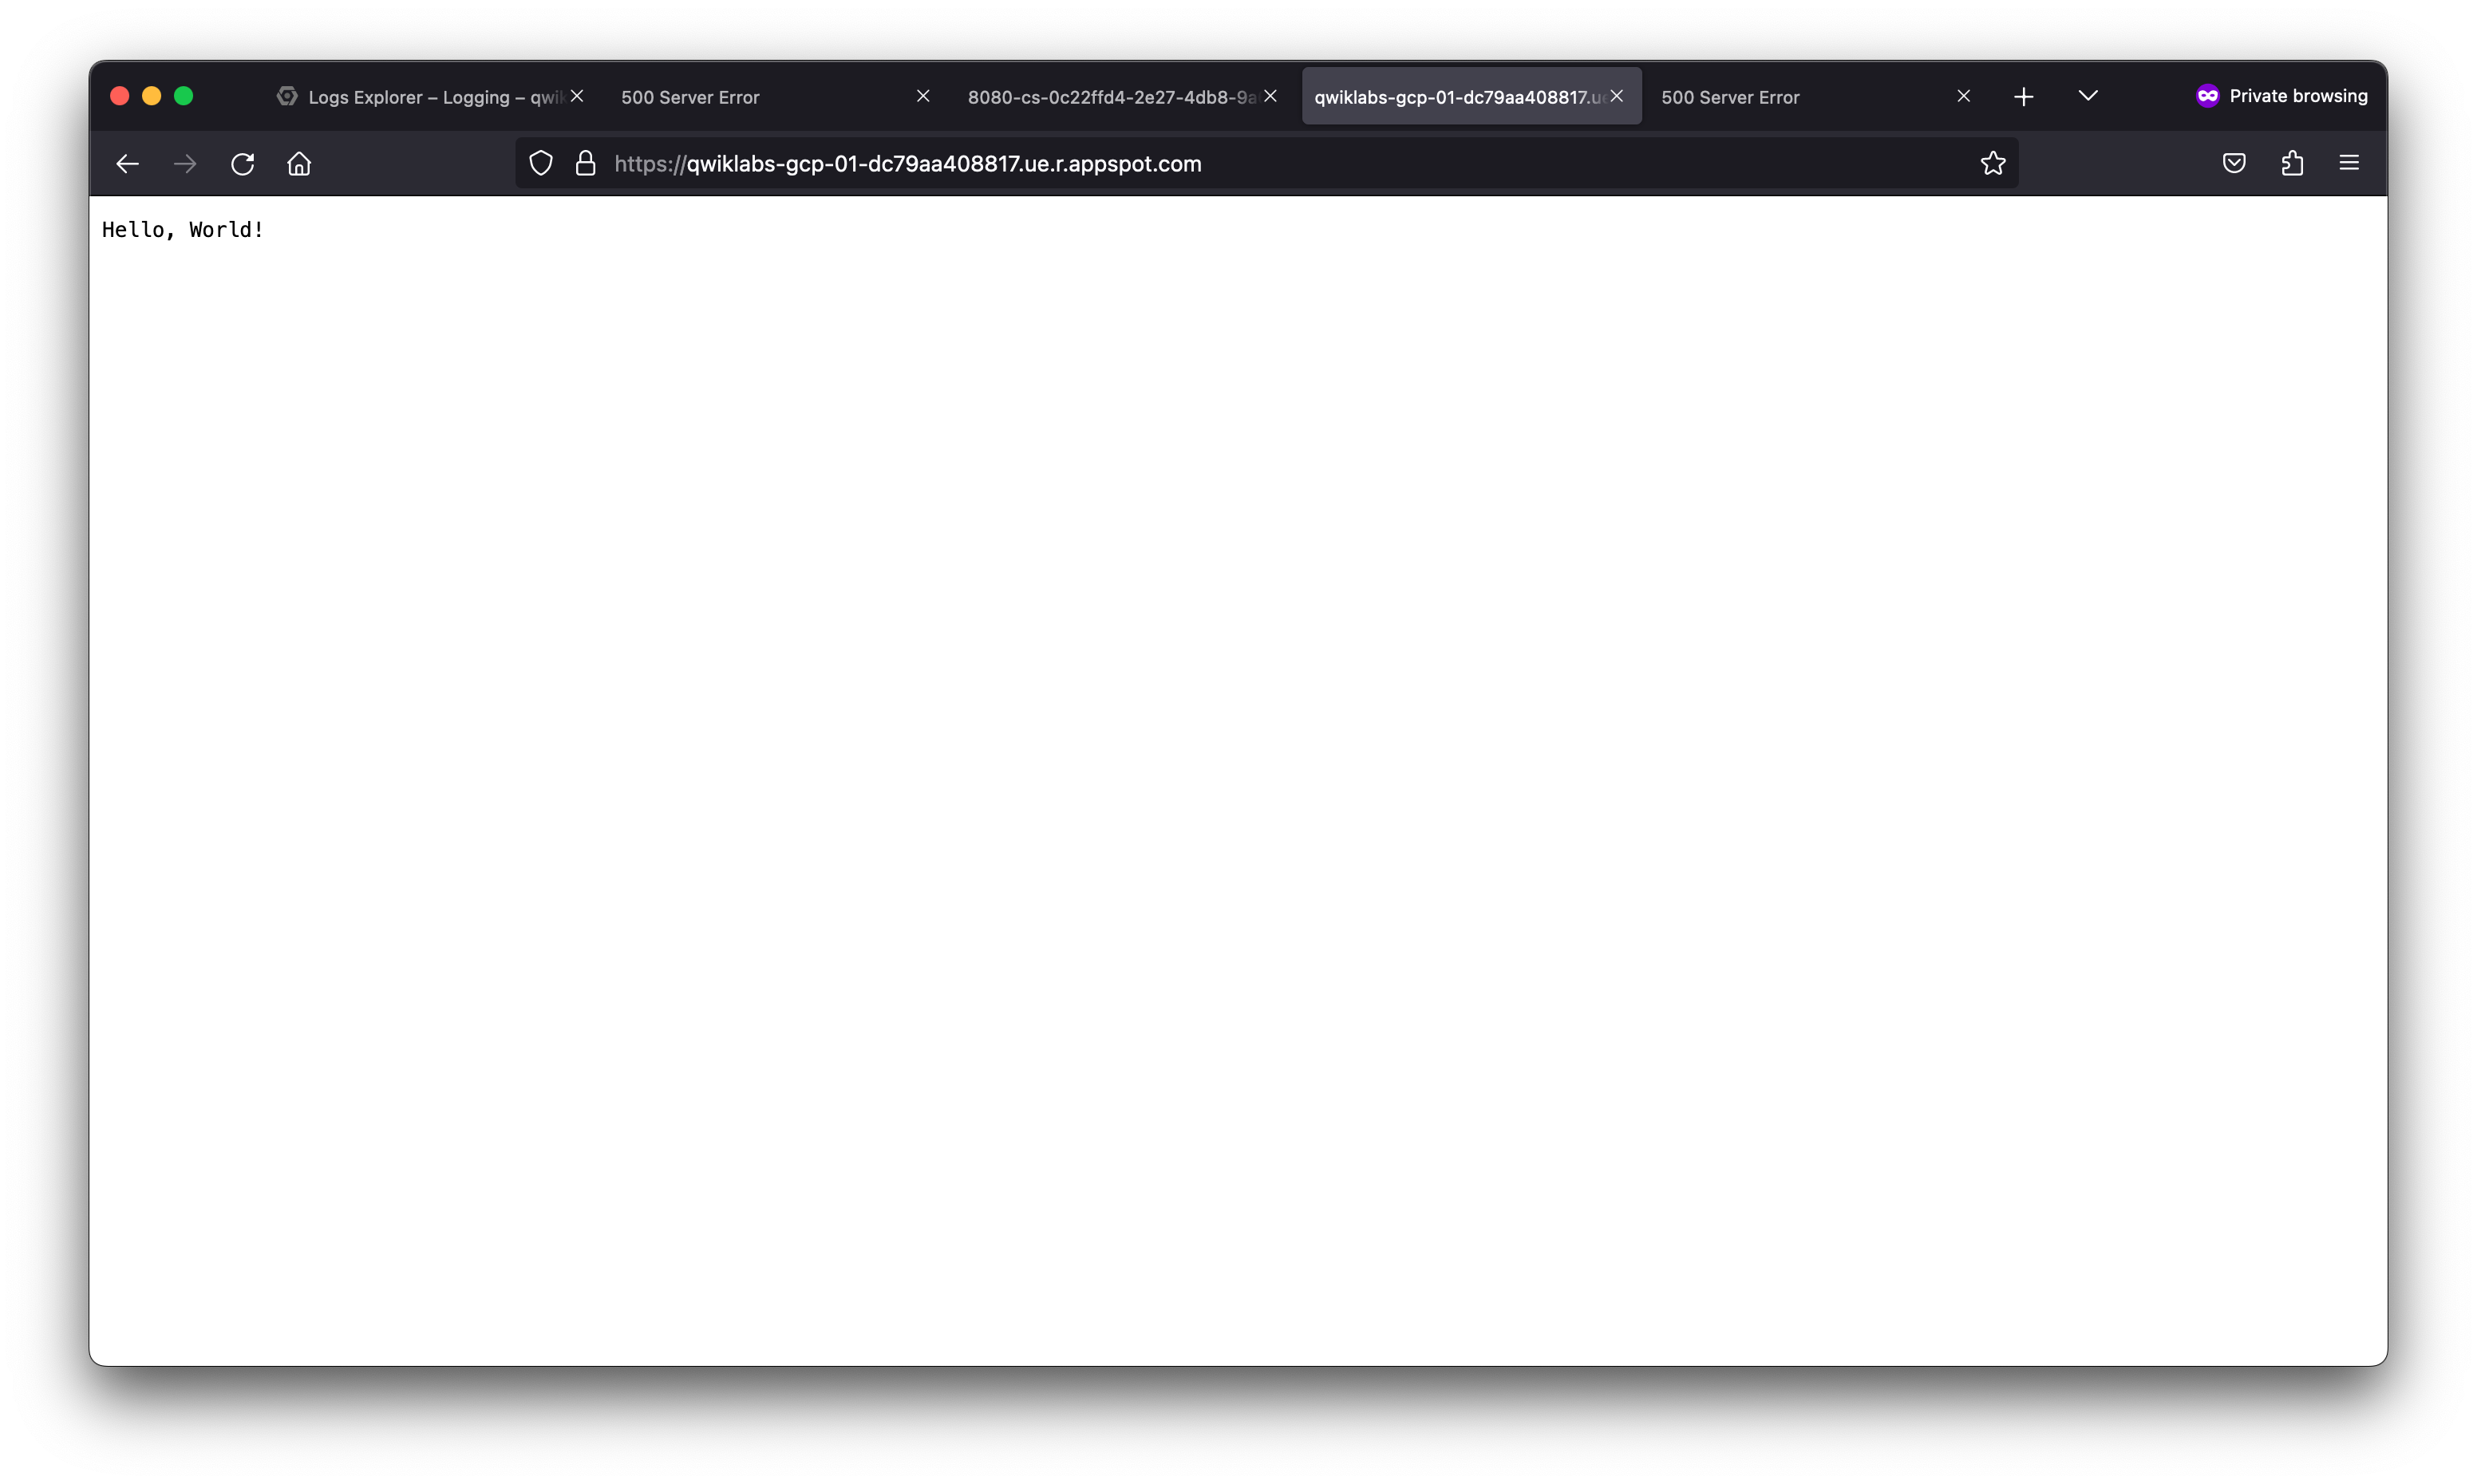 Logs Explorer – Logging – qwik
500 Server Error
8080-cs-0c22ffd4-2e27-4db8-9a
qwiklabs-gcp-01-dc79aa408817.ue
500 Server Error
Private browsing
https://qwiklabs-gcp-01-dc79aa408817.ue.r.appspot.com
Hello, World!